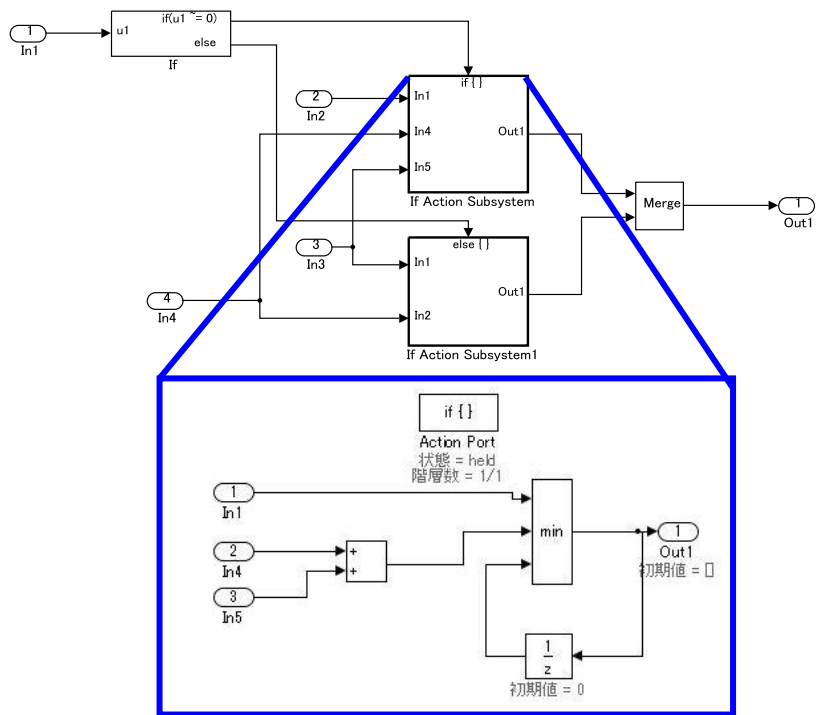 1
In1
u1
if(u1 ~= 0)
else
If
2
In2
if { }
In1
In4
In5
Out1
If Action Subsystem
3
In3
else { }
In1
In2
Out1
If Action Subsystem1
4
In4
Merge
1
Out1
if { }
Action Port
状態 = held
階層数 = 1/1
1
In1
2
In4
3
In5
+
+
min
1
Out1
初期値 = []
1
z
初期値 = 0